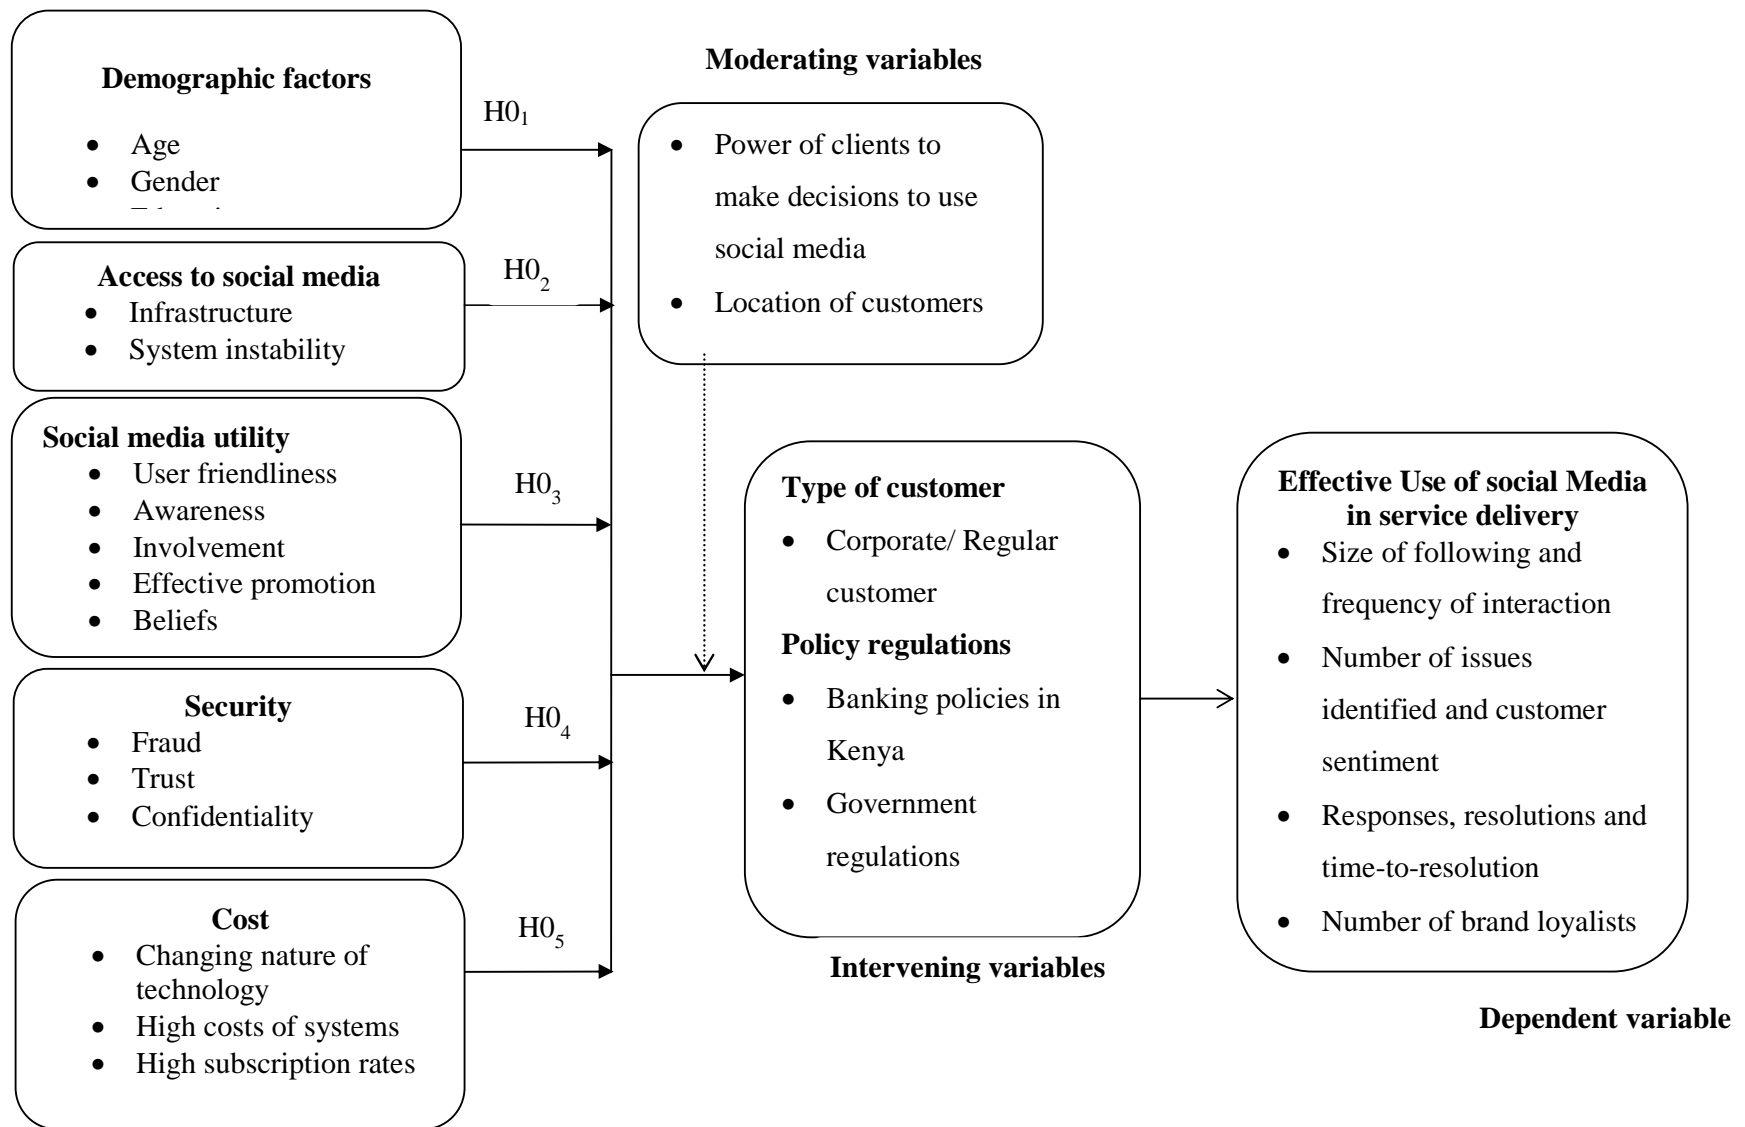 Demographic factors
• Age
• Gender
H0₁
Access to social media
• Infrastructure
• System instability
H0₂
Social media utility
• User friendliness
• Awareness
• Involvement
• Effective promotion
• Beliefs
H0₃
Security
• Fraud
• Trust
• Confidentiality
H0₄
Cost
• Changing nature of
technology
• High costs of systems
• High subscription rates
H0₅
Moderating variables
• Power of clients to
make decisions to use
social media
• Location of customers
Type of customer
• Corporate/ Regular
customer
Policy regulations
• Banking policies in
Kenya
• Government
regulations
Intervening variables
Effective Use of social Media
in service delivery
• Size of following and
frequency of interaction
• Number of issues
identified and customer
sentiment
• Responses, resolutions and
time-to-resolution
• Number of brand loyalists
Dependent variable